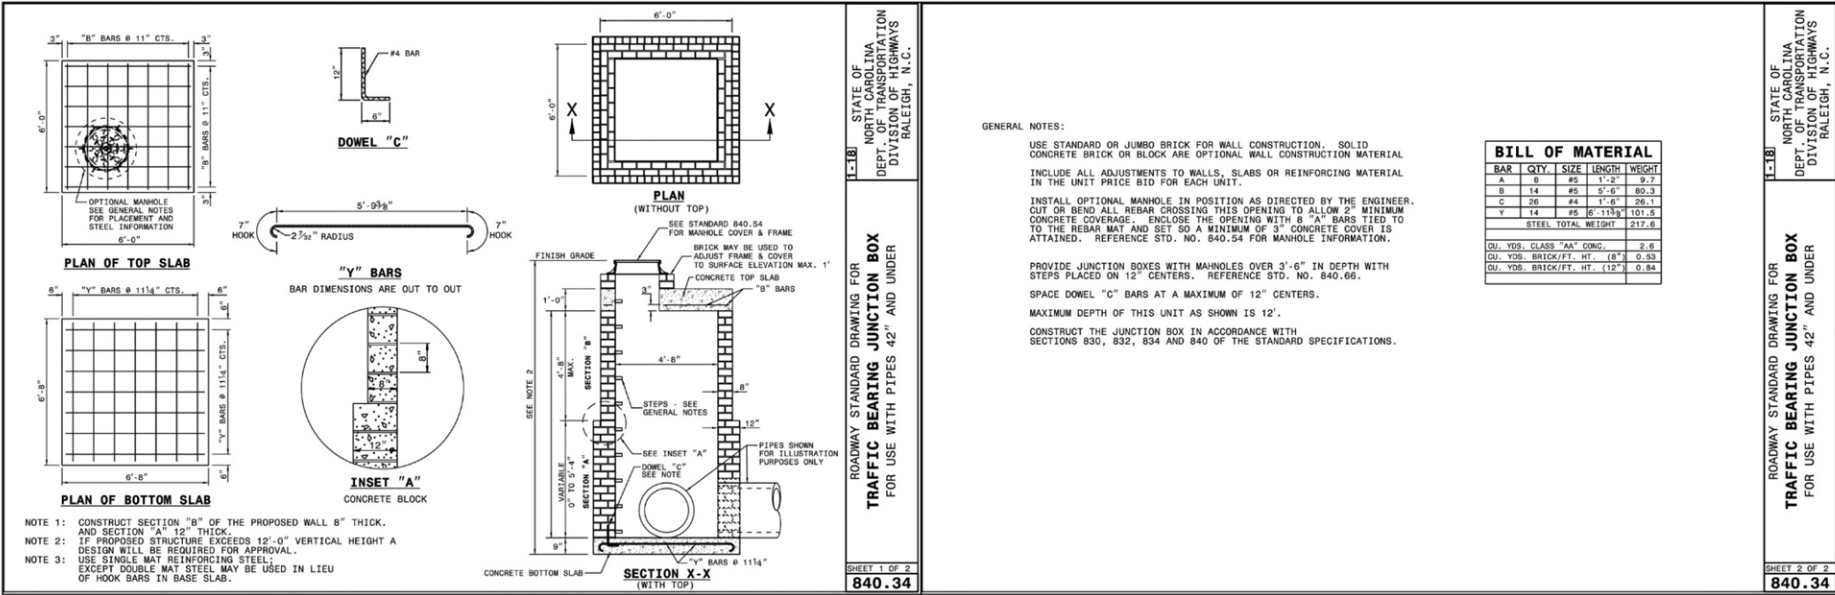 6'-0"
3"
"B" BARS @ 11" CTS.
3"
3"
6'-0"
"B" BARS @ 11" CTS.
3"
OPTIONAL MANHOLE
SEE GENERAL NOTES
FOR PLACEMENT AND
STEEL INFORMATION
6'-0"
PLAN OF TOP SLAB
#4 BAR
12"
6"
DOWEL "C"
5'-9⅜"
7"
HOOK
7"
HOOK
2 7/32" RADIUS
"Y" BARS
BAR DIMENSIONS ARE OUT TO OUT
6'-0"
X
X
PLAN
(WITHOUT TOP)
6"
"Y" BARS @ 11¼" CTS.
6"
6"
6'-8"
"Y" BARS @ 11¼" CTS.
6"
6'-8"
PLAN OF BOTTOM SLAB
8"
8"
12"
INSET "A"
CONCRETE BLOCK
SEE STANDARD 840.54
FOR MANHOLE COVER & FRAME
BRICK MAY BE USED TO
ADJUST FRAME & COVER
TO SURFACE ELEVATION MAX. 1'
CONCRETE TOP SLAB
"B" BARS
FINISH GRADE
3"
1'-0"
4'-8"
MAX.
SECTION "B"
4'-8"
8"
SEE NOTE 2
STEPS - SEE
GENERAL NOTES
12"
SEE INSET "A"
PIPES SHOWN
FOR ILLUSTRATION
PURPOSES ONLY
DOWEL "C"
SEE NOTE
VARIABLE
0" TO 5'-4"
SECTION "A"
9"
"Y" BARS @ 11¼"
CONCRETE BOTTOM SLAB
SECTION X-X
(WITH TOP)
NOTE 1: CONSTRUCT SECTION "B" OF THE PROPOSED WALL 8" THICK.
AND SECTION "A" 12" THICK.
NOTE 2: IF PROPOSED STRUCTURE EXCEEDS 12'-0" VERTICAL HEIGHT A
DESIGN WILL BE REQUIRED FOR APPROVAL.
NOTE 3: USE SINGLE MAT REINFORCING STEEL;
EXCEPT DOUBLE MAT STEEL MAY BE USED IN LIEU
OF HOOK BARS IN BASE SLAB.
1-18
STATE OF
NORTH CAROLINA
DEPT. OF TRANSPORTATION
DIVISION OF HIGHWAYS
RALEIGH, N.C.
ROADWAY STANDARD DRAWING FOR
TRAFFIC BEARING JUNCTION BOX
FOR USE WITH PIPES 42" AND UNDER
SHEET 1 OF 2
840.34
GENERAL NOTES:
USE STANDARD OR JUMBO BRICK FOR WALL CONSTRUCTION. SOLID
CONCRETE BRICK OR BLOCK ARE OPTIONAL WALL CONSTRUCTION MATERIAL
INCLUDE ALL ADJUSTMENTS TO WALLS, SLABS OR REINFORCING MATERIAL
IN THE UNIT PRICE BID FOR EACH UNIT.
INSTALL OPTIONAL MANHOLE IN POSITION AS DIRECTED BY THE ENGINEER.
CUT OR BEND ALL REBAR CROSSING THIS OPENING TO ALLOW 2" MINIMUM
CONCRETE COVERAGE. ENCLOSE THE OPENING WITH 8 "A" BARS TIED TO
TO THE REBAR MAT AND SET SO A MINIMUM OF 3" CONCRETE COVER IS
ATTAINED. REFERENCE STD. NO. 840.54 FOR MANHOLE INFORMATION.
PROVIDE JUNCTION BOXES WITH MAHNOLES OVER 3'-6" IN DEPTH WITH
STEPS PLACED ON 12" CENTERS. REFERENCE STD. NO. 840.66.
SPACE DOWEL "C" BARS AT A MAXIMUM OF 12" CENTERS.
MAXIMUM DEPTH OF THIS UNIT AS SHOWN IS 12'.
CONSTRUCT THE JUNCTION BOX IN ACCORDANCE WITH
SECTIONS 830, 832, 834 AND 840 OF THE STANDARD SPECIFICATIONS.
BILL OF MATERIAL
BAR QTY. SIZE LENGTH WEIGHT
A 8 #5 1'-2" 9.7
B 14 #5 5'-6" 80.3
C 26 #4 1'-6" 26.1
Y 14 #5 6'-11⅜" 101.5
STEEL TOTAL WEIGHT 217.6
CU. YDS. CLASS "AA" CONC. 2.6
CU. YDS. BRICK/FT. HT. (8") 0.53
CU. YDS. BRICK/FT. HT. (12") 0.84
1-18
STATE OF
NORTH CAROLINA
DEPT. OF TRANSPORTATION
DIVISION OF HIGHWAYS
RALEIGH, N.C.
ROADWAY STANDARD DRAWING FOR
TRAFFIC BEARING JUNCTION BOX
FOR USE WITH PIPES 42" AND UNDER
SHEET 2 OF 2
840.34